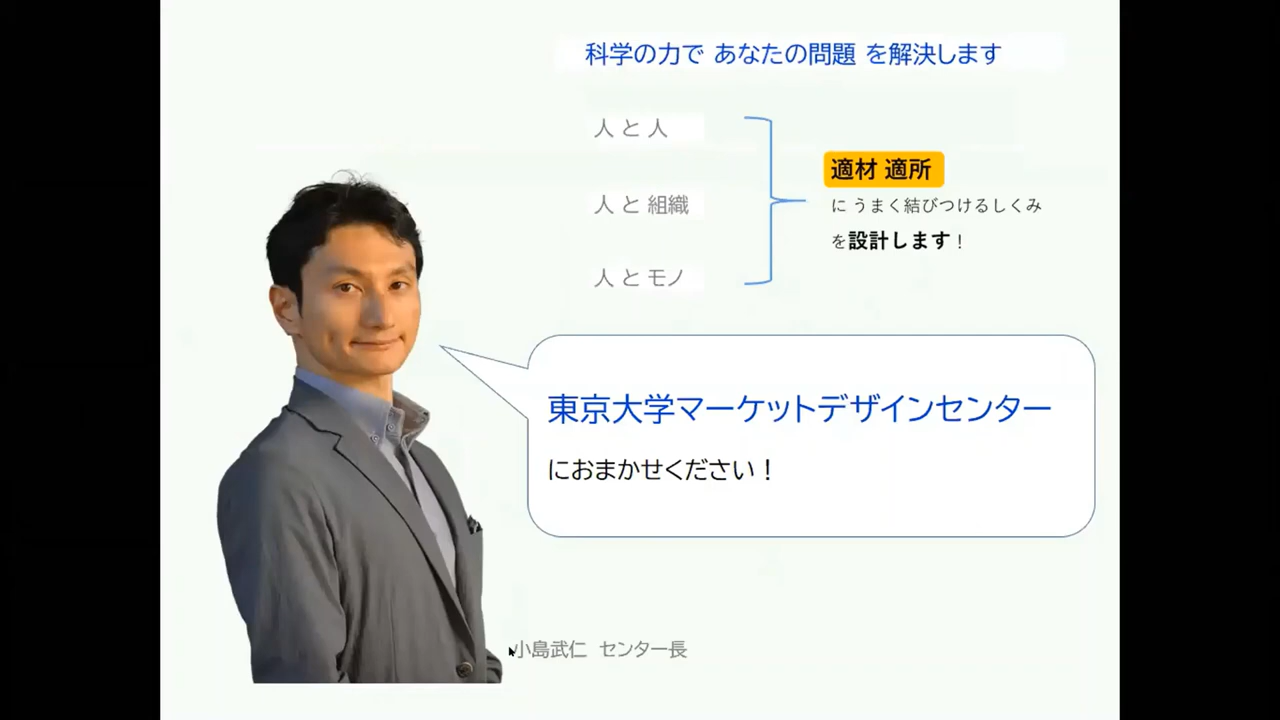 科学の力で あなたの問題 を解決します
人 と 人
人 と 組織
人 と モノ
適材 適所
に うまく結びつけるしくみ
を設計します！
東京大学マーケットデザインセンター
におまかせください！
小島武仁 センター長